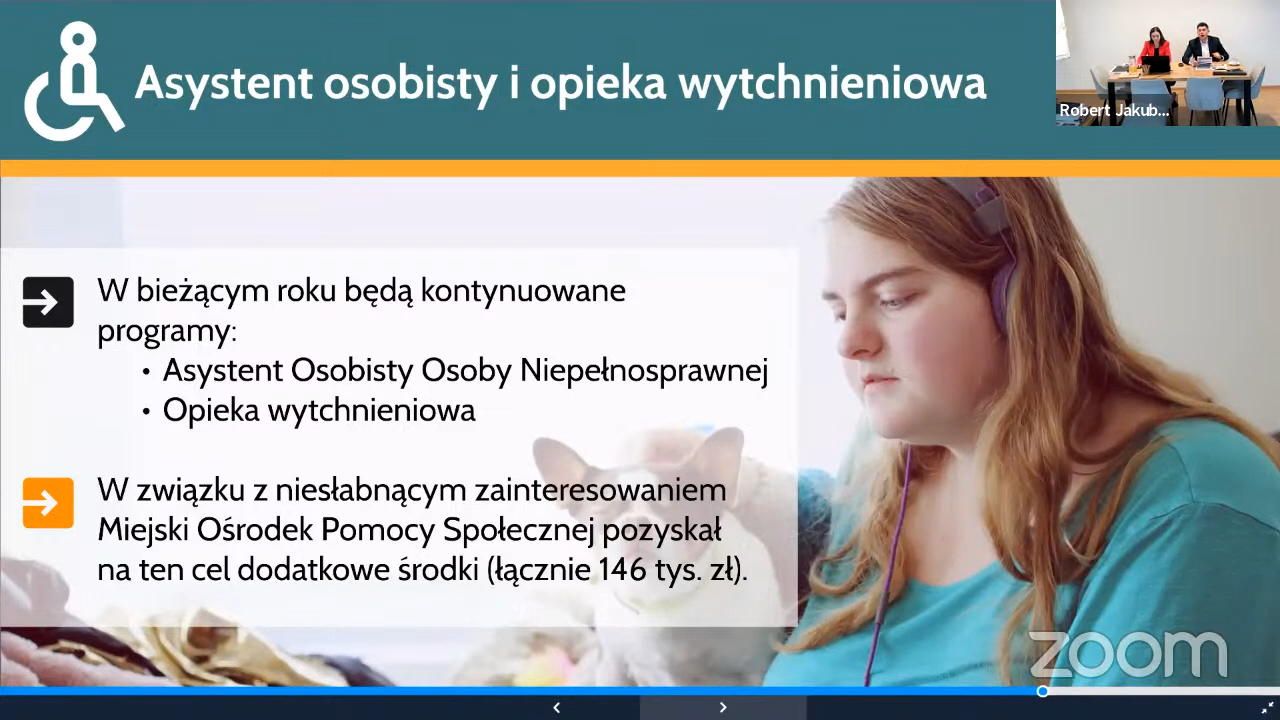 Asystent osobisty i opieka wytchnieniowa
Robert Jakub...
W bieżącym roku będą kontynuowane
programy:
• Asystent Osobisty Osoby Niepełnosprawnej
• Opieka wytchnieniowa
W związku z niesłabnącym zainteresowaniem
Miejski Ośrodek Pomocy Społecznej pozyskał
na ten cel dodatkowe środki (łącznie 146 tys. zł).
zoom